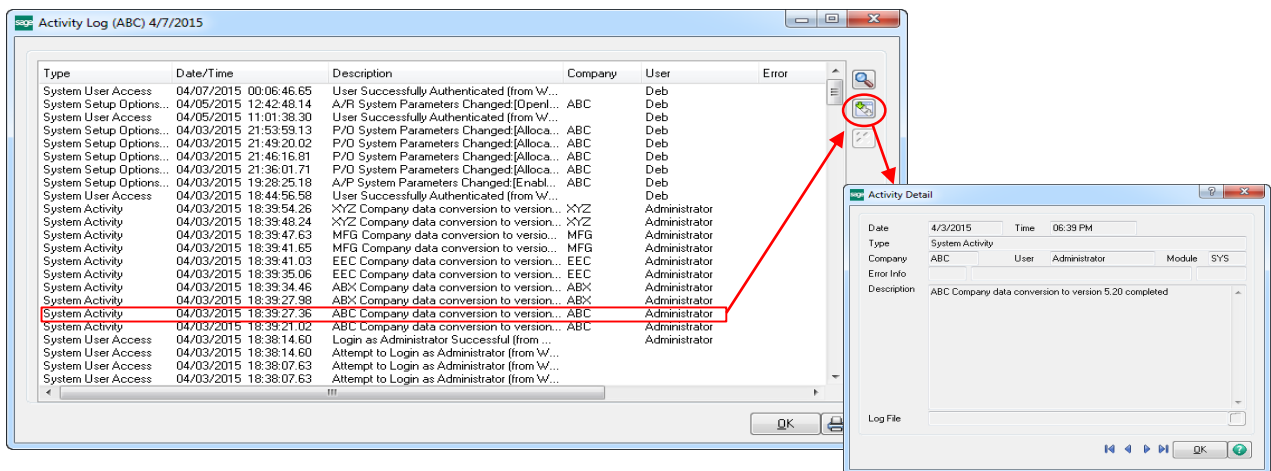 sage Activity Log (ABC) 4/7/2015
Type Date/Time Description Company User Error
System User Access 04/07/2015 00:06:46.65 User Successfully Authenticated (from W... Deb
System Setup Options... 04/05/2015 12:42:48.14 A/R System Parameters Changed:[OpenI... ABC Deb
System User Access 04/05/2015 11:01:38.30 User Successfully Authenticated (from W... Deb
System Setup Options... 04/03/2015 21:53:59.13 P/O System Parameters Changed:[Alloca... ABC Deb
System Setup Options... 04/03/2015 21:49:20.02 P/O System Parameters Changed:[Alloca... ABC Deb
System Setup Options... 04/03/2015 21:46:16.81 P/O System Parameters Changed:[Alloca... ABC Deb
System Setup Options... 04/03/2015 21:36:01.71 P/O System Parameters Changed:[Alloca... ABC Deb
System Setup Options... 04/03/2015 19:28:25.18 A/P System Parameters Changed:[Enabl... ABC Deb
System User Access 04/03/2015 18:44:56.58 User Successfully Authenticated (from W... Deb
System Activity 04/03/2015 18:39:54.26 XYZ Company data conversion to version... XYZ Administrator
System Activity 04/03/2015 18:39:48.24 XYZ Company data conversion to version... XYZ Administrator
System Activity 04/03/2015 18:39:47.63 MFG Company data conversion to versio... MFG Administrator
System Activity 04/03/2015 18:39:41.65 MFG Company data conversion to versio... MFG Administrator
System Activity 04/03/2015 18:39:41.03 EEC Company data conversion to version... EEC Administrator
System Activity 04/03/2015 18:39:35.06 EEC Company data conversion to version... EEC Administrator
System Activity 04/03/2015 18:39:34.46 ABX Company data conversion to version... ABX Administrator
System Activity 04/03/2015 18:39:27.98 ABX Company data conversion to version... ABX Administrator
System Activity 04/03/2015 18:39:27.36 ABC Company data conversion to version... ABC Administrator
System Activity 04/03/2015 18:39:21.02 ABC Company data conversion to version... ABC Administrator
System User Access 04/03/2015 18:38:14.60 Login as Administrator Successful (from ... Administrator
System User Access 04/03/2015 18:38:14.60 Attempt to Login as Administrator (from W...
System User Access 04/03/2015 18:38:07.63 Attempt to Login as Administrator (from W...
System User Access 04/03/2015 18:38:07.63 Attempt to Login as Administrator (from W...
OK
sage Activity Detail
Date 4/3/2015 Time 06:39 PM
Type System Activity
Company ABC User Administrator Module SYS
Error Info
Description ABC Company data conversion to version 5.20 completed
Log File
OK